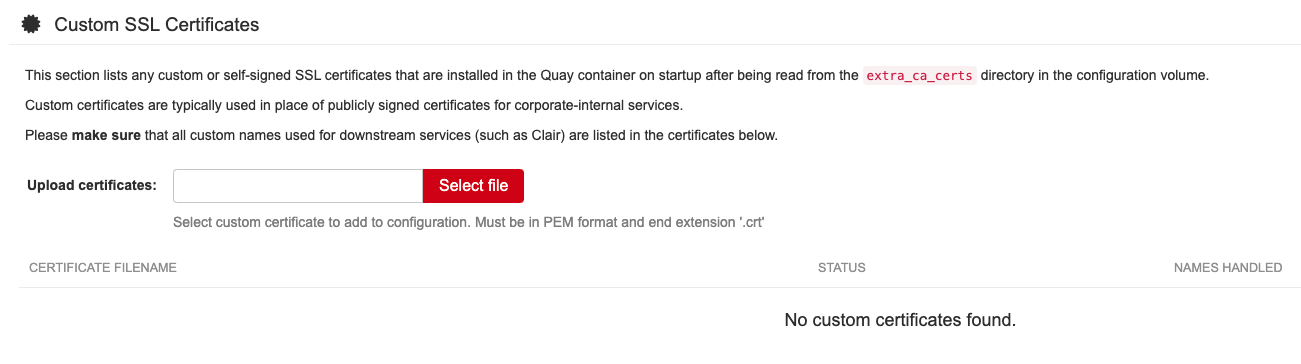 Custom SSL Certificates
This section lists any custom or self-signed SSL certificates that are installed in the Quay container on startup after being read from the extra_ca_certs directory in the configuration volume.
Custom certificates are typically used in place of publicly signed certificates for corporate-internal services.
Please make sure that all custom names used for downstream services (such as Clair) are listed in the certificates below.
Upload certificates: Select file
Select custom certificate to add to configuration. Must be in PEM format and end extension '.crt'
CERTIFICATE FILENAME STATUS NAMES HANDLED
No custom certificates found.